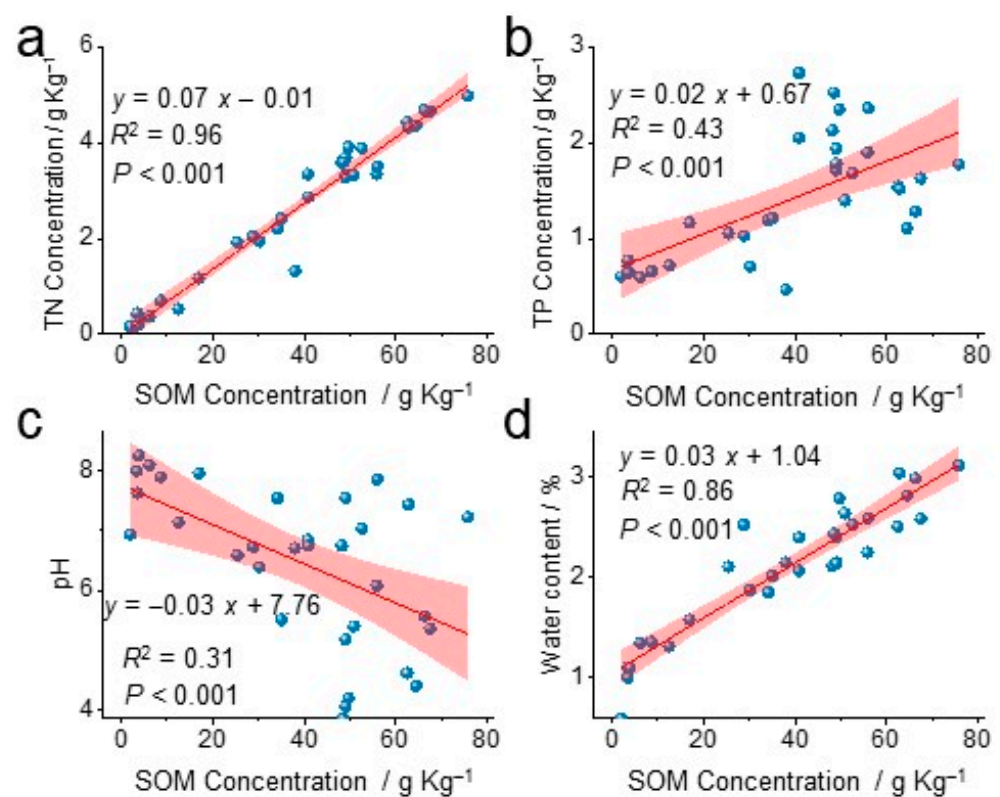 a
6
4
2
0
TN Concentration / g Kg⁻¹
y = 0.07 x – 0.01
R² = 0.96
P < 0.001
0 20 40 60 80
SOM Concentration / g Kg⁻¹
b
3
2
1
0
TP Concentration / g Kg⁻¹
y = 0.02 x + 0.67
R² = 0.43
P < 0.001
0 20 40 60 80
SOM Concentration / g Kg⁻¹
c
8
6
4
pH
y = –0.03 x + 7.76
R² = 0.31
P < 0.001
0 20 40 60 80
SOM Concentration / g Kg⁻¹
d
3
2
1
Water content / %
y = 0.03 x + 1.04
R² = 0.86
P < 0.001
0 20 40 60 80
SOM Concentration / g Kg⁻¹